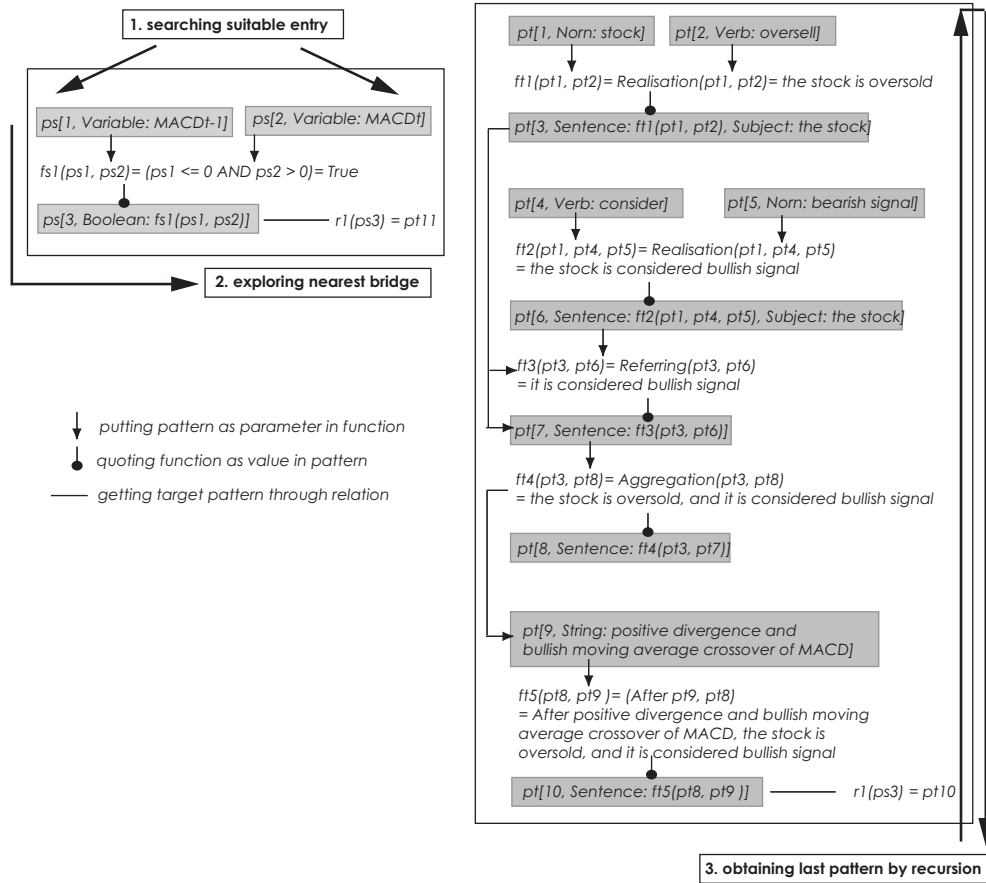 1. searching suitable entry
ps[1, Variable: MACDt-1]
ps[2, Variable: MACDt]
fs1(ps1, ps2)= (ps1 <= 0 AND ps2 > 0)= True
ps[3, Boolean: fs1(ps1, ps2)]
r1(ps3) = pt11
2. exploring nearest bridge
putting pattern as parameter in function
quoting function as value in pattern
getting target pattern through relation
pt[1, Norn: stock]
pt[2, Verb: oversell]
ft1(pt1, pt2)= Realisation(pt1, pt2)= the stock is oversold
pt[3, Sentence: ft1(pt1, pt2), Subject: the stock]
pt[4, Verb: consider]
pt[5, Norn: bearish signal]
ft2(pt1, pt4, pt5)= Realisation(pt1, pt4, pt5)
= the stock is considered bullish signal
pt[6, Sentence: ft2(pt1, pt4, pt5), Subject: the stock]
ft3(pt3, pt6)= Referring(pt3, pt6)
= it is considered bullish signal
pt[7, Sentence: ft3(pt3, pt6)]
ft4(pt3, pt8)= Aggregation(pt3, pt8)
= the stock is oversold, and it is considered bullish signal
pt[8, Sentence: ft4(pt3, pt7)]
pt[9, String: positive divergence and
bullish moving average crossover of MACD]
ft5(pt8, pt9 )= (After pt9, pt8)
= After positive divergence and bullish moving
average crossover of MACD, the stock is
oversold, and it is considered bullish signal
pt[10, Sentence: ft5(pt8, pt9 )]
r1(ps3) = pt10
3. obtaining last pattern by recursion